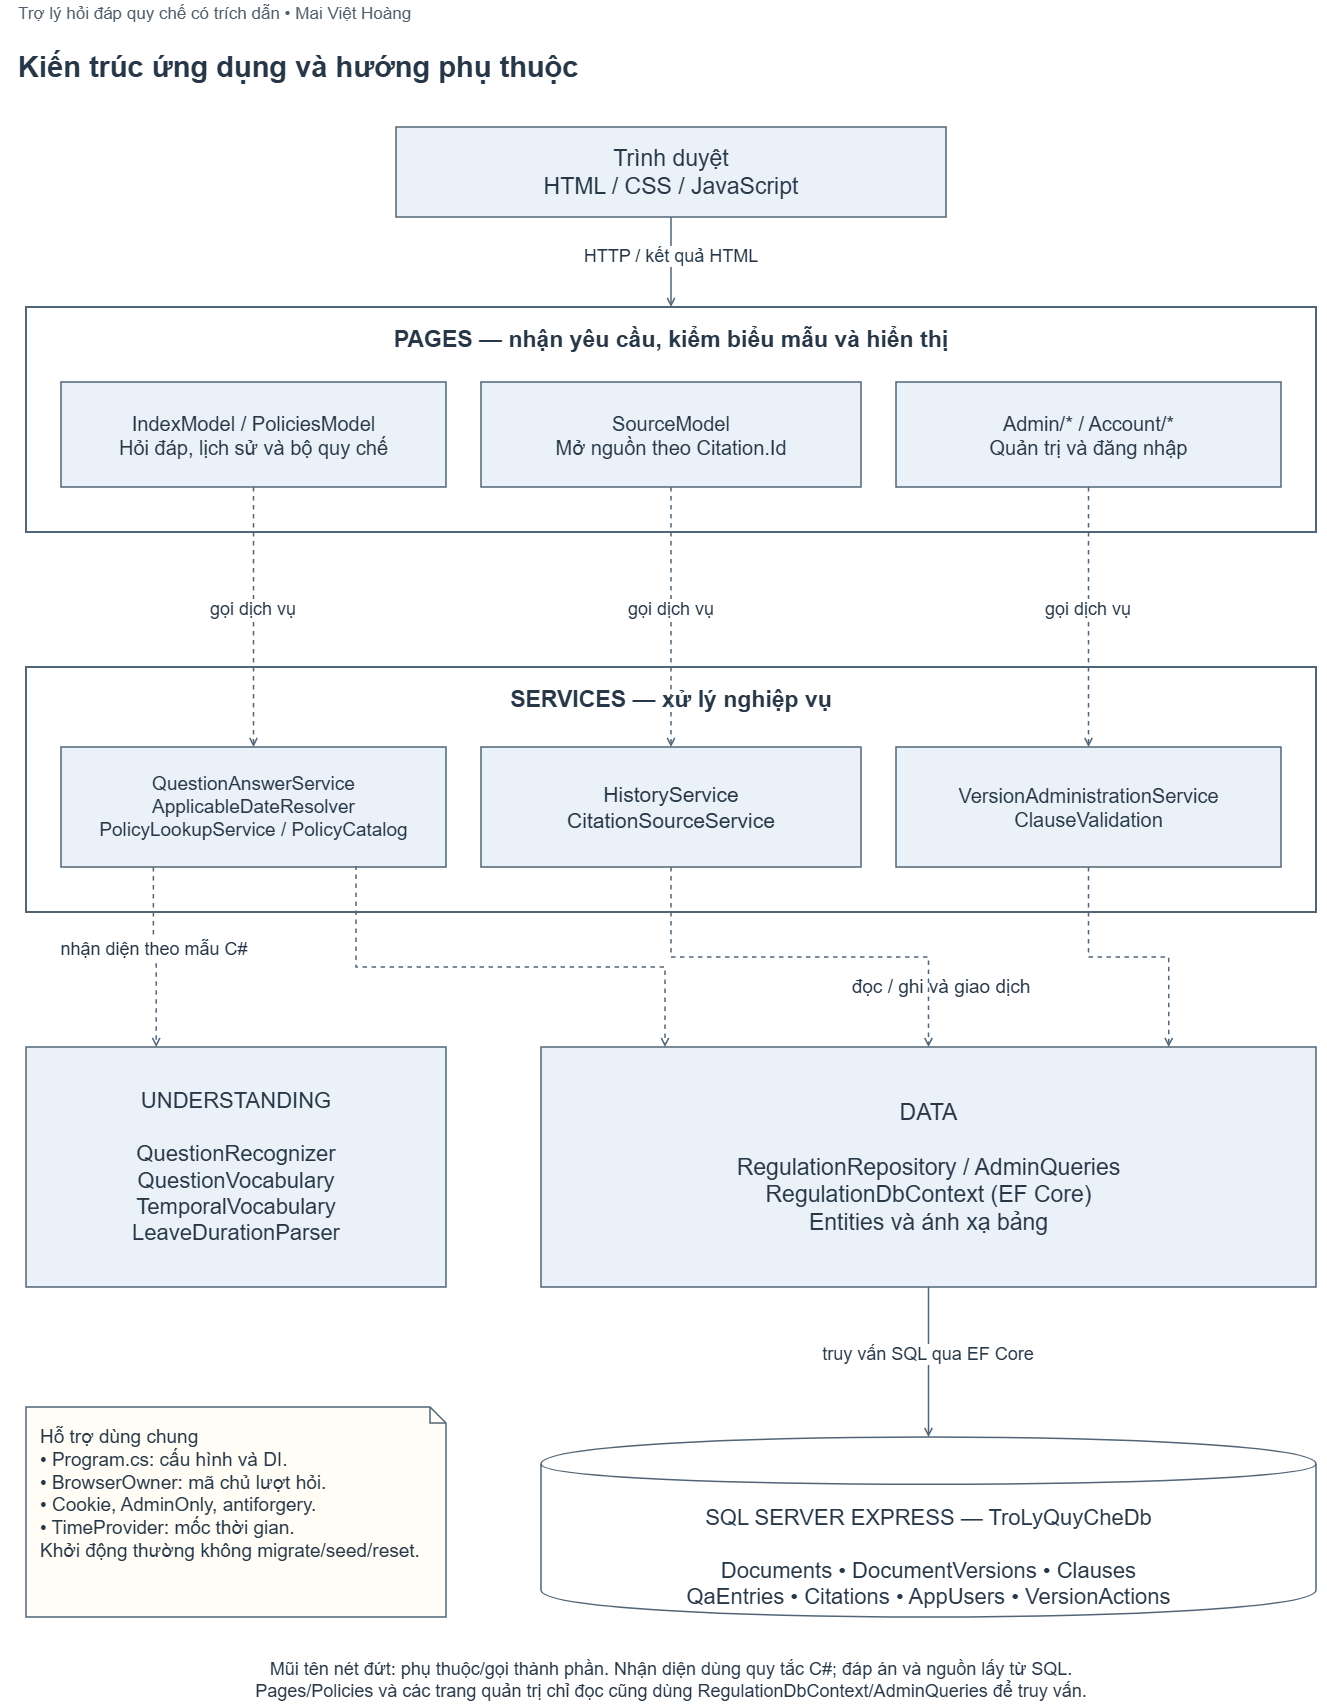 Trợ lý hỏi đáp quy chế có trích dẫn • Mai Việt Hoàng
Kiến trúc ứng dụng và hướng phụ thuộc
Trình duyệt
HTML / CSS / JavaScript
HTTP / kết quả HTML
PAGES — nhận yêu cầu, kiểm biểu mẫu và hiển thị
IndexModel / PoliciesModel
Hỏi đáp, lịch sử và bộ quy chế
SourceModel
Mở nguồn theo Citation.Id
Admin/* / Account/*
Quản trị và đăng nhập
gọi dịch vụ
gọi dịch vụ
gọi dịch vụ
SERVICES — xử lý nghiệp vụ
QuestionAnswerService
ApplicableDateResolver
PolicyLookupService / PolicyCatalog
HistoryService
CitationSourceService
VersionAdministrationService
ClauseValidation
nhận diện theo mẫu C#
đọc / ghi và giao dịch
UNDERSTANDING
QuestionRecognizer
QuestionVocabulary
TemporalVocabulary
LeaveDurationParser
DATA
RegulationRepository / AdminQueries
RegulationDbContext (EF Core)
Entities và ánh xạ bảng
truy vấn SQL qua EF Core
Hỗ trợ dùng chung
• Program.cs: cấu hình và DI.
• BrowserOwner: mã chủ lượt hỏi.
• Cookie, AdminOnly, antiforgery.
• TimeProvider: mốc thời gian.
Khởi động thường không migrate/seed/reset.
SQL SERVER EXPRESS — TroLyQuyCheDb
Documents • DocumentVersions • Clauses
QaEntries • Citations • AppUsers • VersionActions
Mũi tên nét đứt: phụ thuộc/gọi thành phần. Nhận diện dùng quy tắc C#; đáp án và nguồn lấy từ SQL.
Pages/Policies và các trang quản trị chỉ đọc cũng dùng RegulationDbContext/AdminQueries để truy vấn.